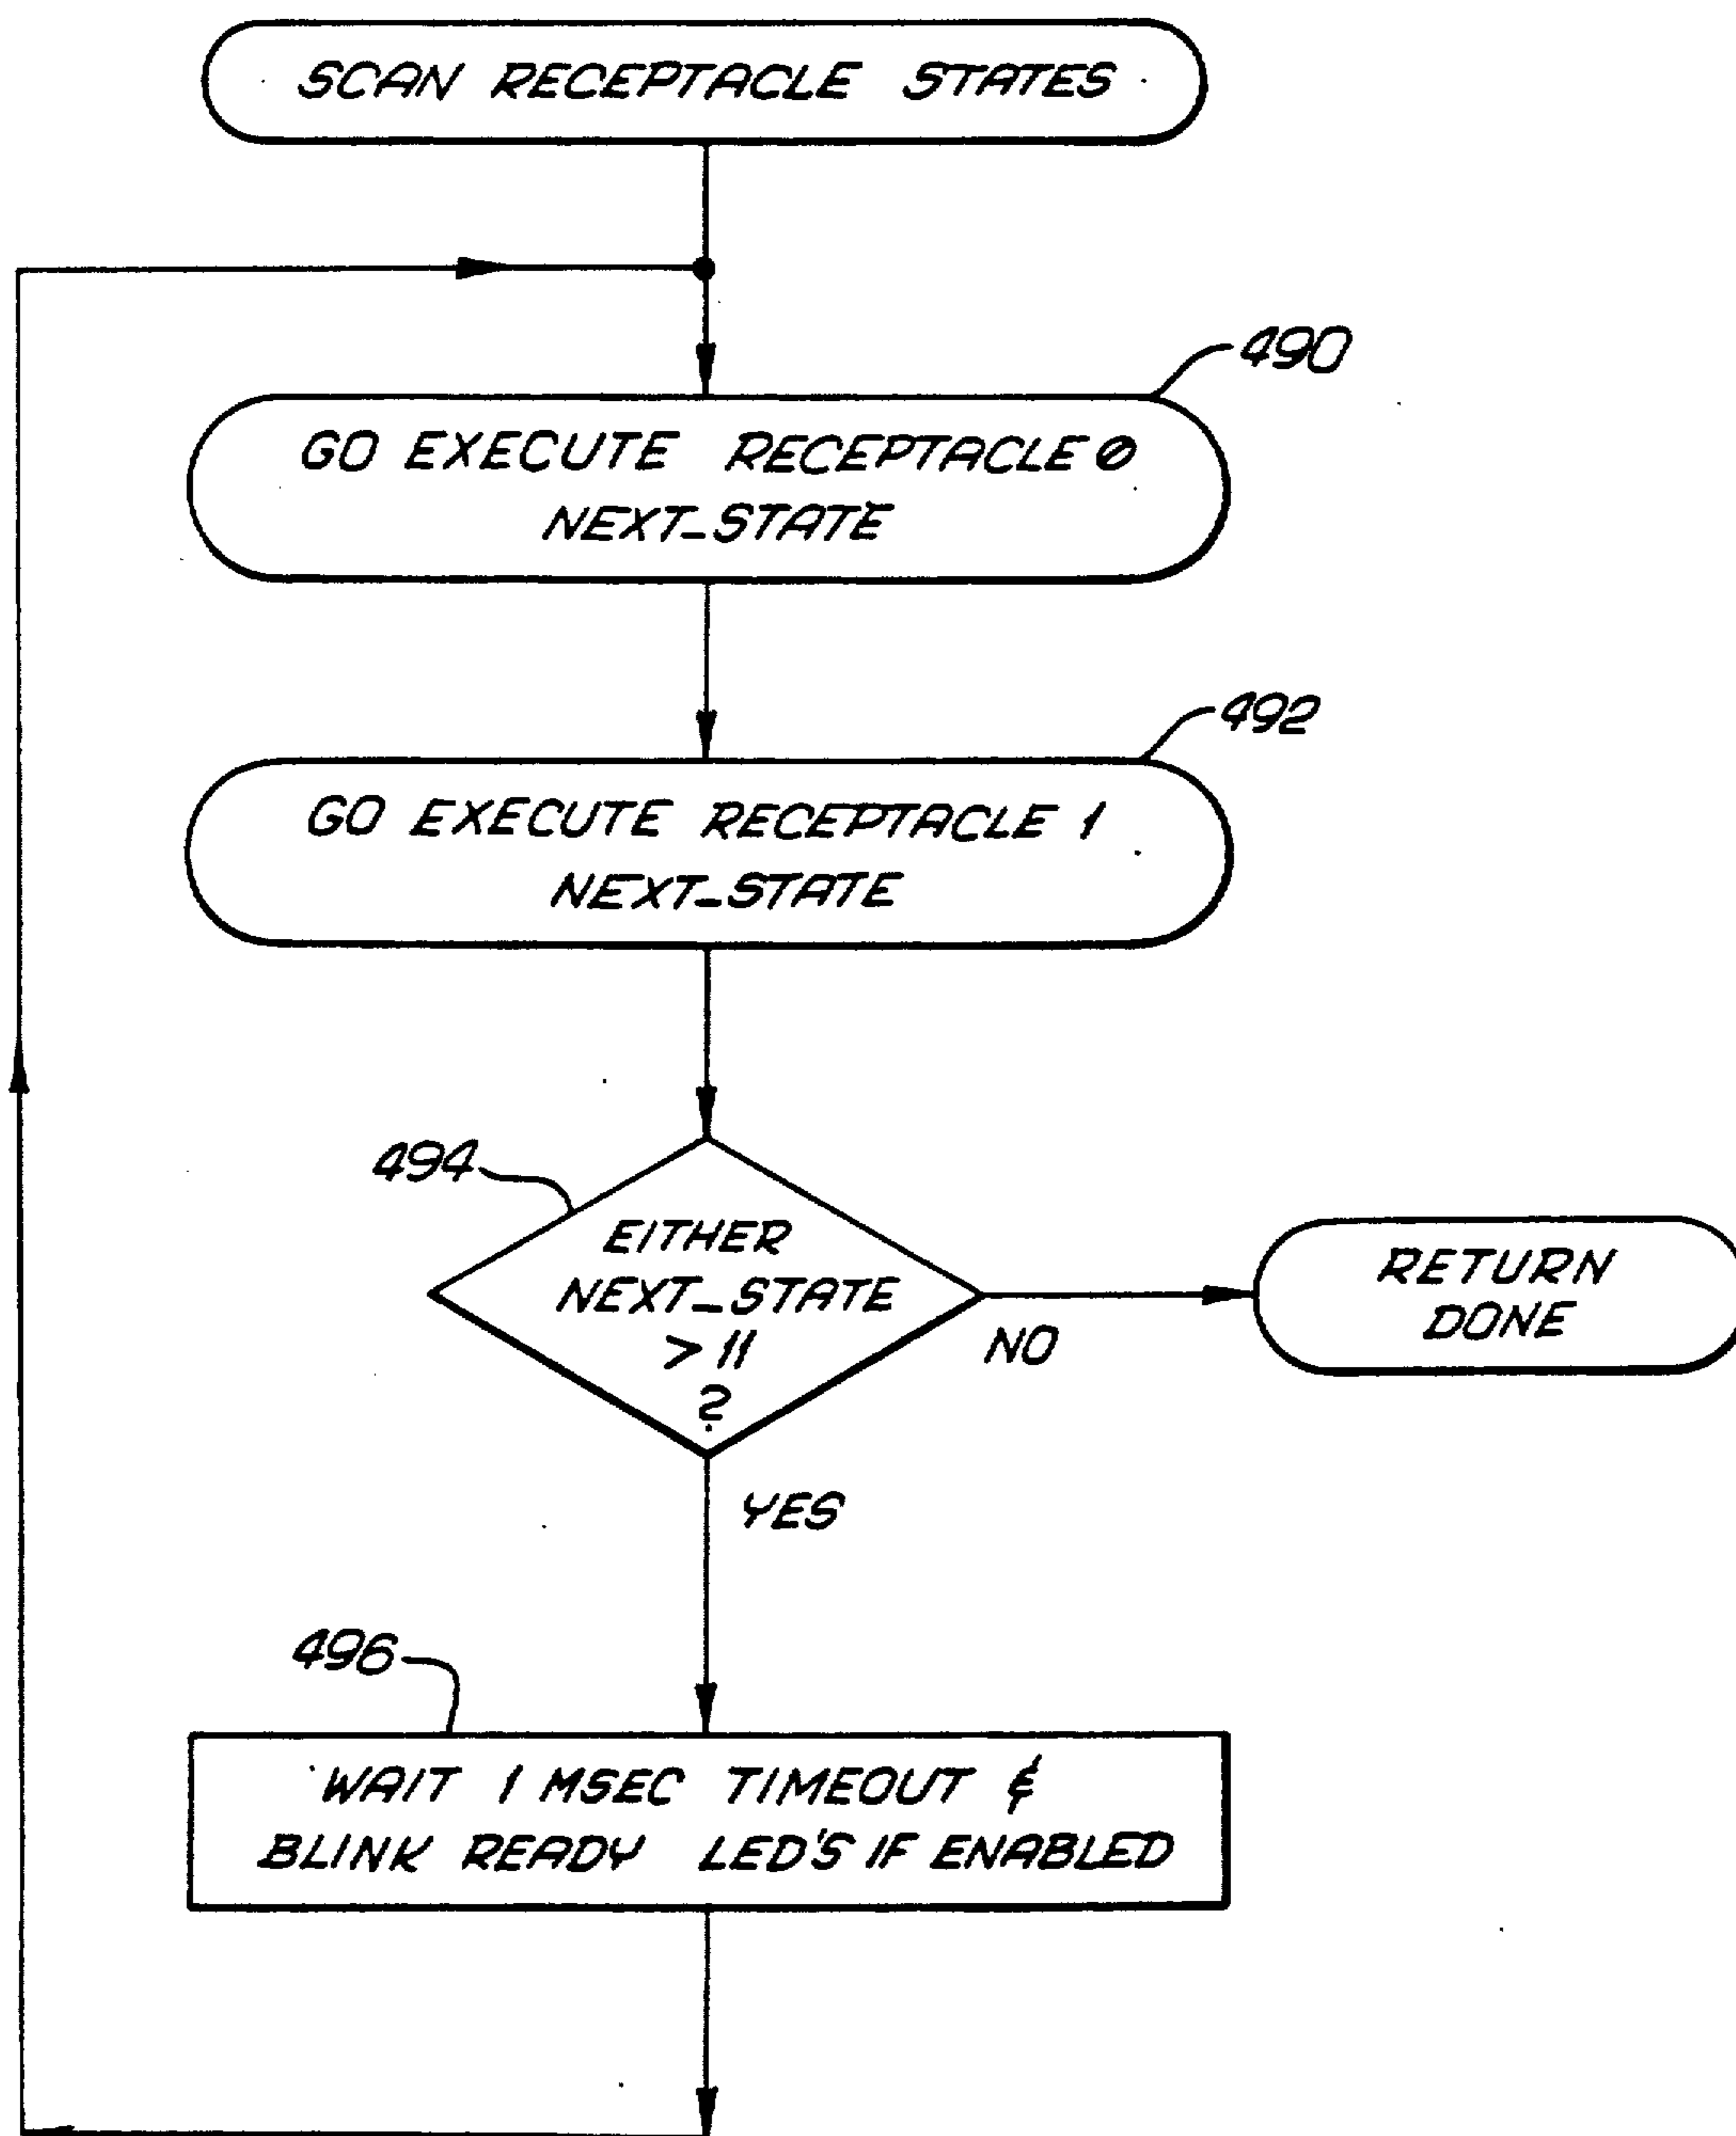 SCAN RECEPTACLE STATES
490
GO EXECUTE RECEPTACLE 0
NEXT_STATE
492
GO EXECUTE RECEPTACLE 1
NEXT_STATE
494
EITHER
NEXT_STATE
> 11
?
NO
RETURN
DONE
YES
496
WAIT 1 MSEC TIMEOUT &
BLINK READY LED'S IF ENABLED